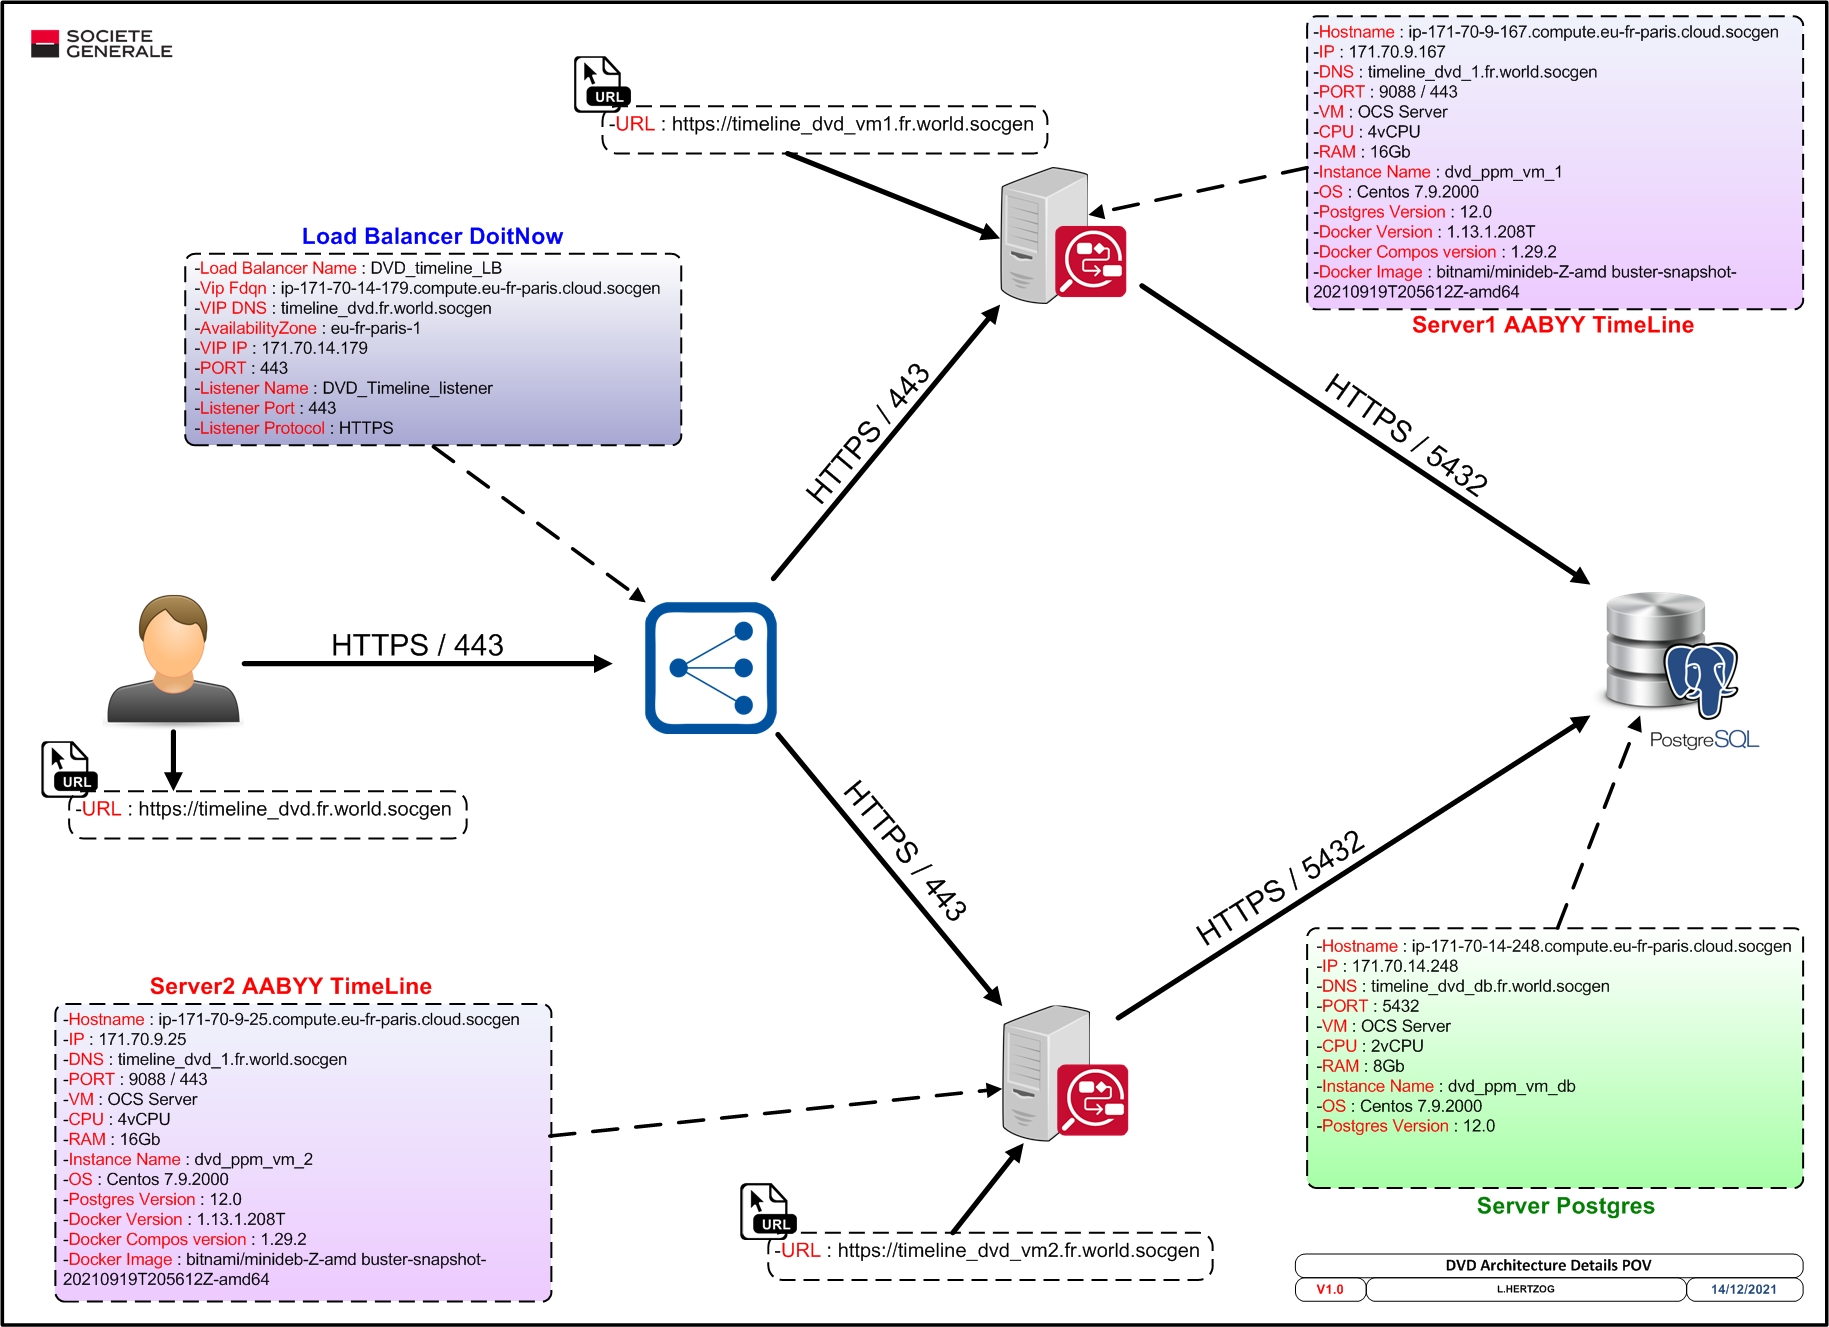 SOCIETE
GENERALE
URL
-URL : https://timeline_dvd_vm1.fr.world.socgen
-Hostname : ip-171-70-9-167.compute.eu-fr-paris.cloud.socgen
-IP : 171.70.9.167
-DNS : timeline_dvd_1.fr.world.socgen
-PORT : 9088 / 443
-VM : OCS Server
-CPU : 4vCPU
-RAM : 16Gb
-Instance Name : dvd_ppm_vm_1
-OS : Centos 7.9.2000
-Postgres Version : 12.0
-Docker Version : 1.13.1.208T
-Docker Compos version : 1.29.2
-Docker Image : bitnami/minideb-Z-amd buster-snapshot-
20210919T205612Z-amd64
Server1 AABYY TimeLine
Load Balancer DoitNow
-Load Balancer Name : DVD_timeline_LB
-Vip Fdqn : ip-171-70-14-179.compute.eu-fr-paris.cloud.socgen
-VIP DNS : timeline_dvd.fr.world.socgen
-AvailabilityZone : eu-fr-paris-1
-VIP IP : 171.70.14.179
-PORT : 443
-Listener Name : DVD_Timeline_listener
-Listener Port : 443
-Listener Protocol : HTTPS
HTTPS / 443
HTTPS / 5432
HTTPS / 443
PostgreSQL
URL
-URL : https://timeline_dvd.fr.world.socgen
HTTPS / 443
HTTPS / 5432
Server2 AABYY TimeLine
-Hostname : ip-171-70-9-25.compute.eu-fr-paris.cloud.socgen
-IP : 171.70.9.25
-DNS : timeline_dvd_1.fr.world.socgen
-PORT : 9088 / 443
-VM : OCS Server
-CPU : 4vCPU
-RAM : 16Gb
-Instance Name : dvd_ppm_vm_2
-OS : Centos 7.9.2000
-Postgres Version : 12.0
-Docker Version : 1.13.1.208T
-Docker Compos version : 1.29.2
-Docker Image : bitnami/minideb-Z-amd buster-snapshot-
20210919T205612Z-amd64
URL
-URL : https://timeline_dvd_vm2.fr.world.socgen
-Hostname : ip-171-70-14-248.compute.eu-fr-paris.cloud.socgen
-IP : 171.70.14.248
-DNS : timeline_dvd_db.fr.world.socgen
-PORT : 5432
-VM : OCS Server
-CPU : 2vCPU
-RAM : 8Gb
-Instance Name : dvd_ppm_vm_db
-OS : Centos 7.9.2000
-Postgres Version : 12.0
Server Postgres
DVD Architecture Details POV
V1.0 L.HERTZOG 14/12/2021